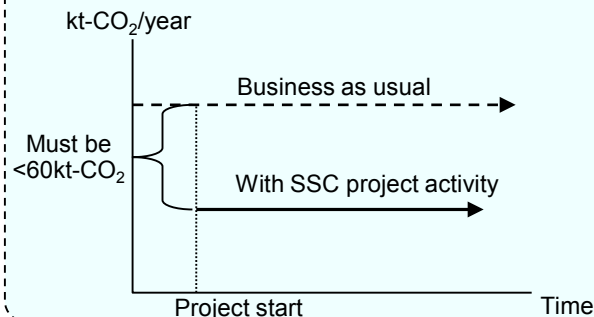 kt-CO₂/year
Business as usual
Must be
<60kt-CO₂
With SSC project activity
Project start
Time